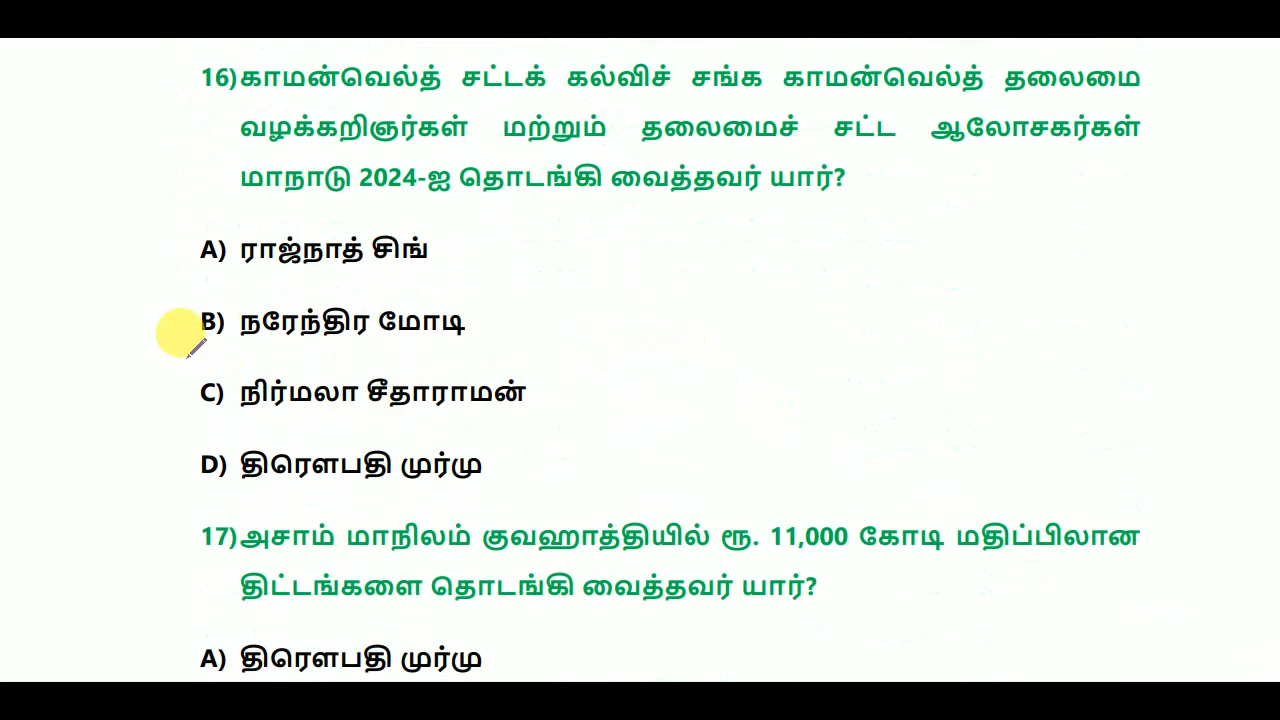 16)காமன்வெல்த் சட்டக் கல்விச் சங்க காமன்வெல்த் தலைமை
வழக்கறிஞர்கள் மற்றும் தலைமைச் சட்ட ஆலோசகர்கள்
மாநாடு 2024-ஐ தொடங்கி வைத்தவர் யார்?
A) ராஜ்நாத் சிங்
B) நரேந்திர மோடி
C) நிர்மலா சீதாராமன்
D) திரௌபதி முர்மு
17)அசாம் மாநிலம் குவஹாத்தியில் ரூ. 11,000 கோடி மதிப்பிலான
திட்டங்களை தொடங்கி வைத்தவர் யார்?
A) திரௌபதி முர்மு